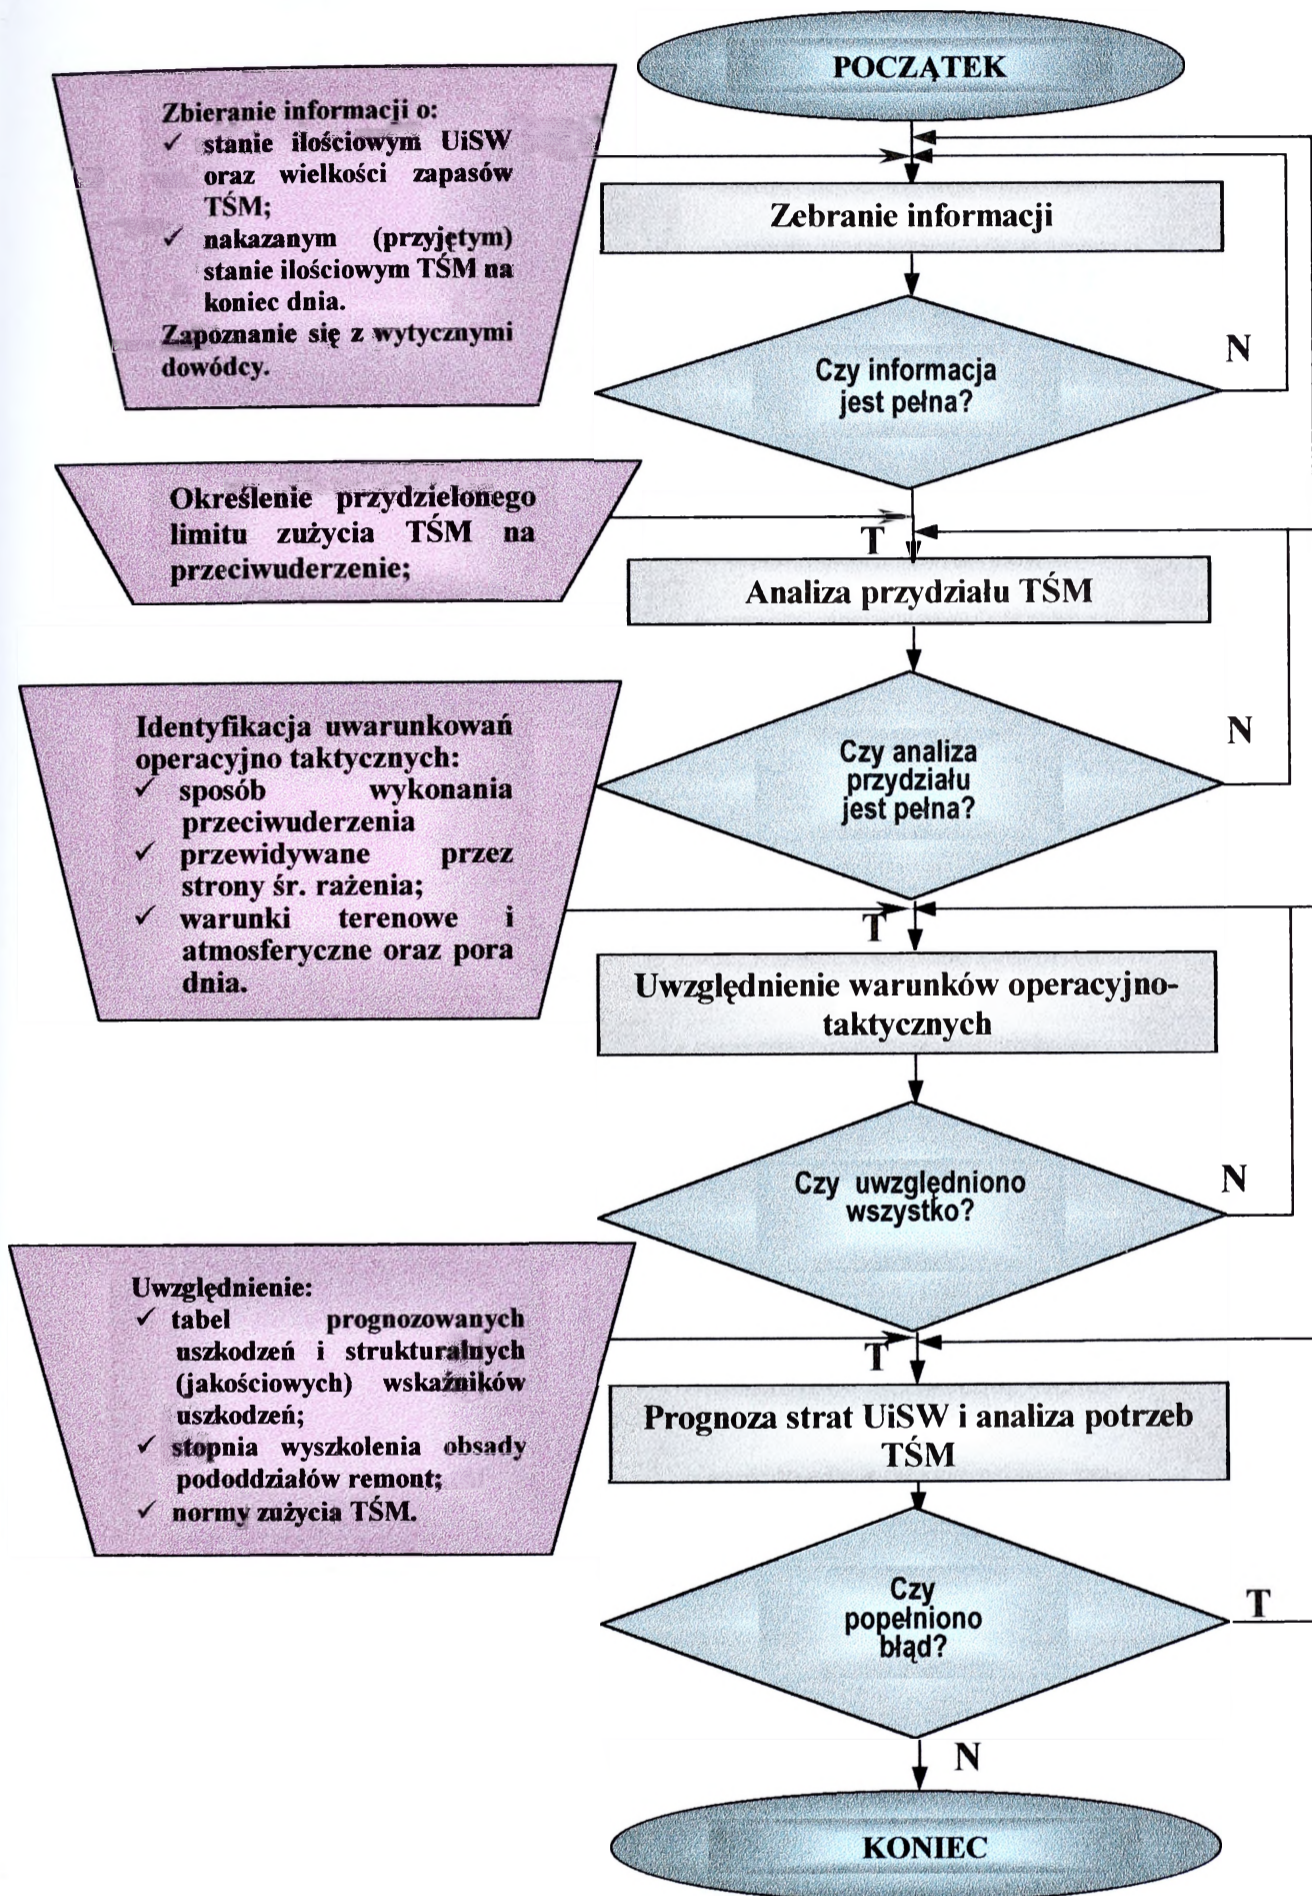 POCZĄTEK
Zbieranie informacji o:
✓ stanie ilościowym UiSW
oraz wielkości zapasów
TŚM;
✓ nakazanym (przyjętym)
stanie ilościowym TŚM na
koniec dnia.
Zapoznanie się z wytycznymi
dowódcy.
Zebranie informacji
Czy informacja
jest pełna?
N
Określenie przydzielonego
limitu zużycia TŚM na
przeciwuderzenie;
T
Analiza przydziału TŚM
Czy analiza
przydziału
jest pełna?
N
Identyfikacja uwarunkowań
operacyjno taktycznych:
✓ sposób wykonania
przeciwuderzenia
✓ przewidywane przez
strony śr. rażenia;
✓ warunki terenowe i
atmosferyczne oraz pora
dnia.
T
Uwzględnienie warunków operacyjno-
taktycznych
Czy uwzględniono
wszystko?
N
Uwzględnienie:
✓ tabel prognozowanych
uszkodzeń i strukturalnych
(jakościowych) wskaźników
uszkodzeń;
✓ stopnia wyszkolenia obsady
pododdziałów remont;
✓ normy zużycia TŚM.
T
Prognoza strat UiSW i analiza potrzeb
TŚM
Czy
popełniono
błąd?
T
N
KONIEC